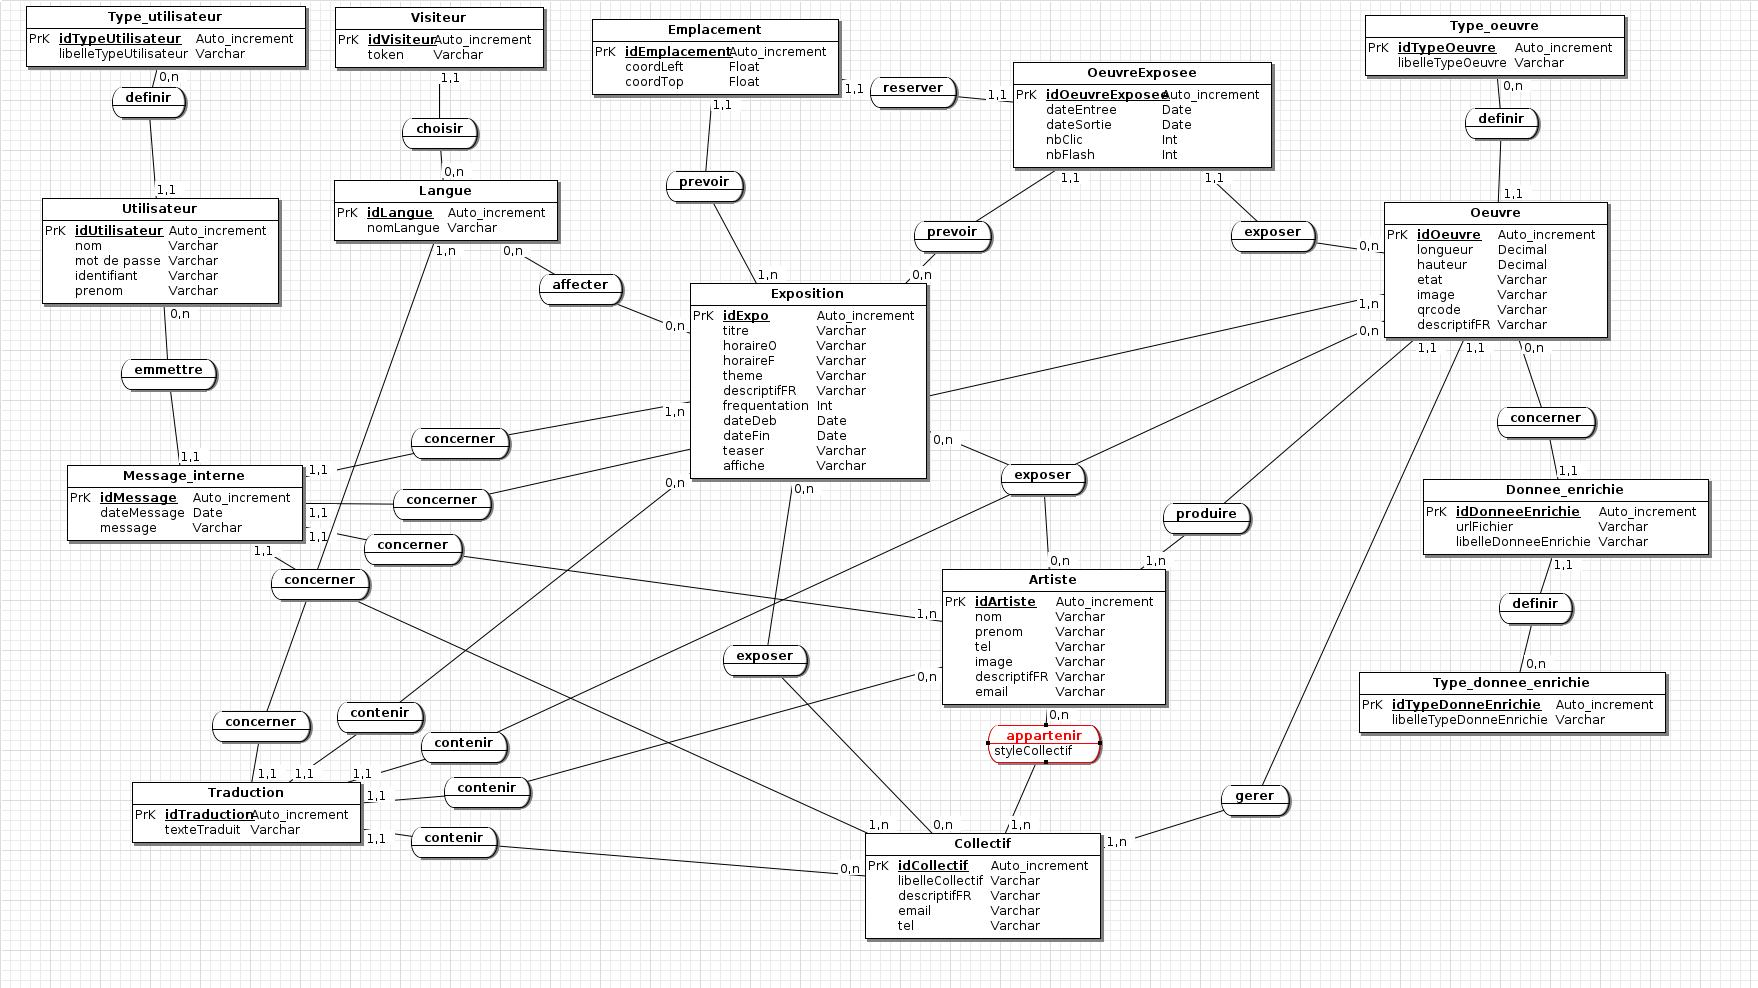 Type_utilisateur
PrK idTypeUtilisateur Auto_increment
libelleTypeUtilisateur Varchar
0,n
definir
1,1
Utilisateur
PrK idUtilisateur Auto_increment
nom Varchar
mot de passe Varchar
identifiant Varchar
prenom Varchar
0,n
emmettre
1,1
Message_interne
PrK idMessage Auto_increment
dateMessage Date
message Varchar
Visiteur
PrK idVisiteur Auto_increment
token Varchar
1,1
choisir
0,n
Langue
PrK idLangue Auto_increment
nomLangue Varchar
1,n
0,n
affecter
0,n
Emplacement
PrK idEmplacement Auto_increment
coordLeft Float
coordTop Float
1,1
reserver
1,1
1,1
prevoir
1,n
OeuvreExposee
PrK idOeuvreExposee Auto_increment
dateEntree Date
dateSortie Date
nbClic Int
nbFlash Int
1,1
1,1
prevoir
0,n
exposer
0,n
Type_oeuvre
PrK idTypeOeuvre Auto_increment
libelleTypeOeuvre Varchar
0,n
definir
1,1
Oeuvre
PrK idOeuvre Auto_increment
longueur Decimal
hauteur Decimal
etat Varchar
image Varchar
qrcode Varchar
descriptifFR Varchar
1,n
0,n
1,1
1,1
0,n
Exposition
PrK idExpo Auto_increment
titre Varchar
horaireO Varchar
horaireF Varchar
theme Varchar
descriptifFR Varchar
frequentation Int
dateDeb Date
dateFin Date
teaser Varchar
affiche Varchar
1,n
0,n
0,n
0,n
concerner
1,1
concerner
1,1
concerner
1,1
concerner
1,1
exposer
0,n
produire
1,n
concerner
1,1
Donnee_enrichie
PrK idDonneeEnrichie Auto_increment
urlFichier Varchar
libelleDonneeEnrichie Varchar
1,1
definir
0,n
Type_donnee_enrichie
PrK idTypeDonneEnrichie Auto_increment
libelleTypeDonneEnrichie Varchar
Artiste
PrK idArtiste Auto_increment
nom Varchar
prenom Varchar
tel Varchar
image Varchar
descriptifFR Varchar
email Varchar
1,n
0,n
0,n
exposer
appartenir
styleCollectif
concerner
contenir
contenir
contenir
contenir
1,1
1,1
1,1
1,1
1,1
Traduction
PrK idTraduction Auto_increment
texteTraduit Varchar
gerer
1,n
0,n
1,n
1,n
0,n
Collectif
PrK idCollectif Auto_increment
libelleCollectif Varchar
descriptifFR Varchar
email Varchar
tel Varchar